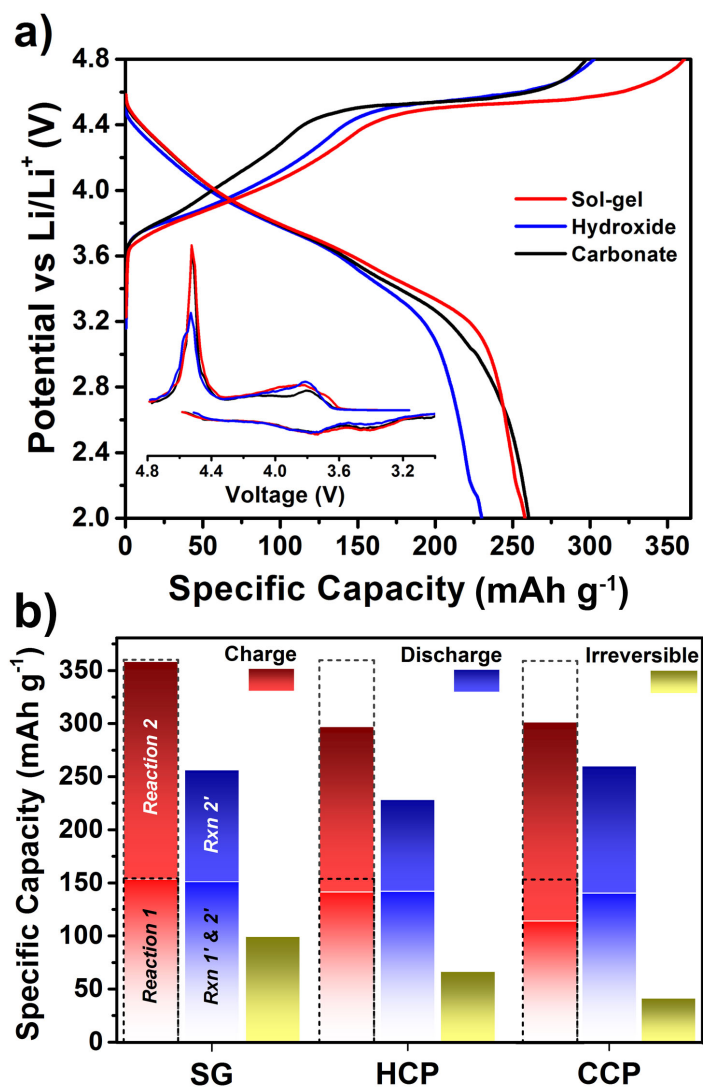 a)
4.8
4.4
4.0
3.6
3.2
2.8
2.4
2.0
Potential vs Li/Li⁺ (V)
Sol-gel
Hydroxide
Carbonate
4.8 4.4 4.0 3.6 3.2
Voltage (V)
0 50 100 150 200 250 300 350
Specific Capacity (mAh g⁻¹)
b)
Charge Discharge Irreversible
350
300
250
200
150
100
50
0
Specific Capacity (mAh g⁻¹)
Reaction 2
Rxn 2'
Reaction 1
Rxn 1' & 2'
SG HCP CCP